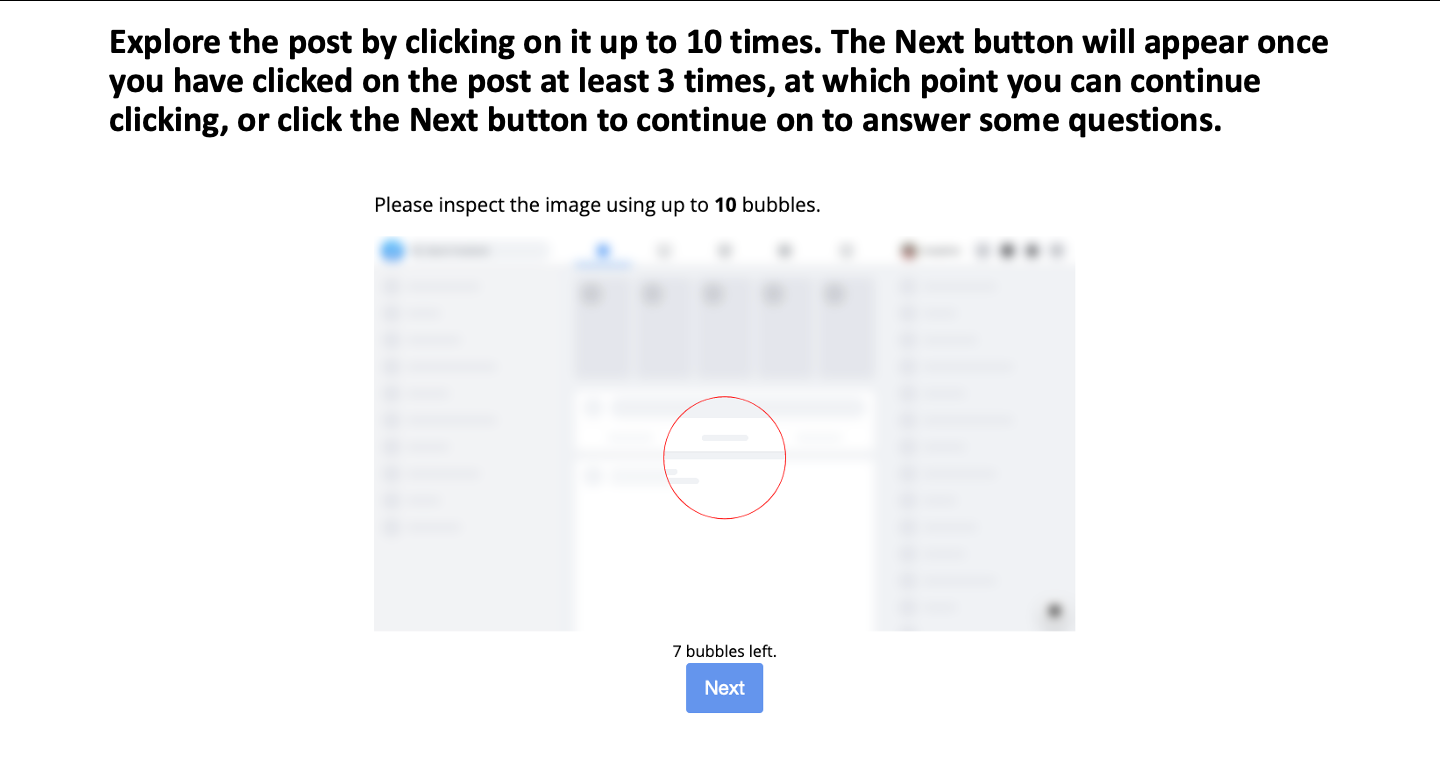 Explore the post by clicking on it up to 10 times. The Next button will appear once
you have clicked on the post at least 3 times, at which point you can continue
clicking, or click the Next button to continue on to answer some questions.
Please inspect the image using up to 10 bubbles.
7 bubbles left.
Next